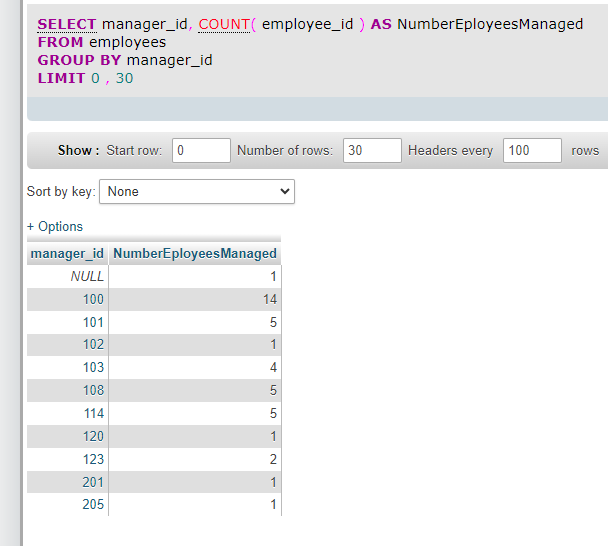 SELECT manager_id, COUNT( employee_id ) AS NumberEployeesManaged
FROM employees
GROUP BY manager_id
LIMIT 0 , 30
Show : Start row: 0 Number of rows: 30 Headers every 100 rows
Sort by key: None
+ Options
manager_id NumberEployeesManaged
NULL 1
100 14
101 5
102 1
103 4
108 5
114 5
120 1
123 2
201 1
205 1